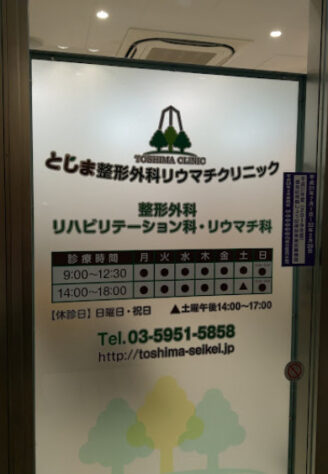 TOSHIMA CLINIC
とじま整形外科リウマチクリニック
整形外科
リハビリテーション科・リウマチ科
診療時間 月 火 水 木 金 土 日
9:00〜12:30 ● ● ● ● ● ●
14:00〜18:00 ● ● ● ● ● ▲
【休診日】日曜日・祝日 ▲土曜午後14:00〜17:00
Tel.03-5951-5858
http://toshima-seikei.jp